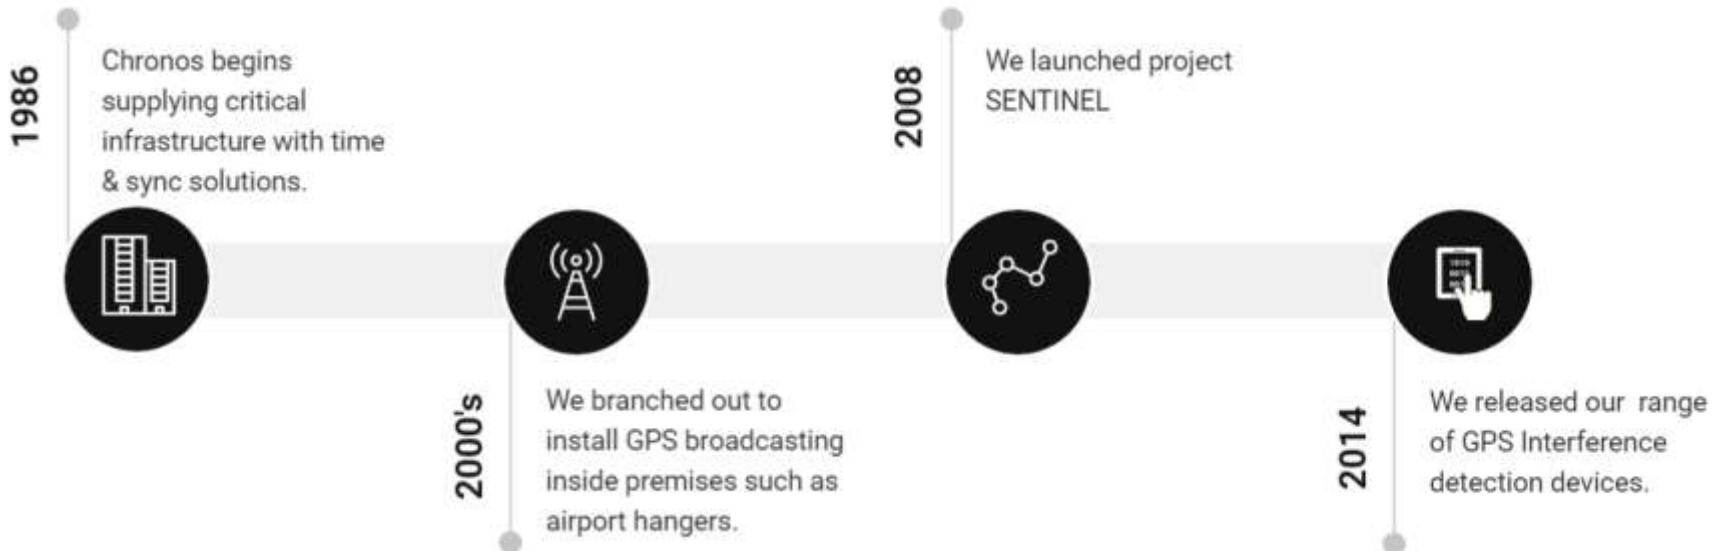 1986
Chronos begins
supplying critical
infrastructure with time
& sync solutions.
2000's
We branched out to
install GPS broadcasting
inside premises such as
airport hangers.
2008
We launched project
SENTINEL
2014
We released our  range
of GPS Interference
detection devices.